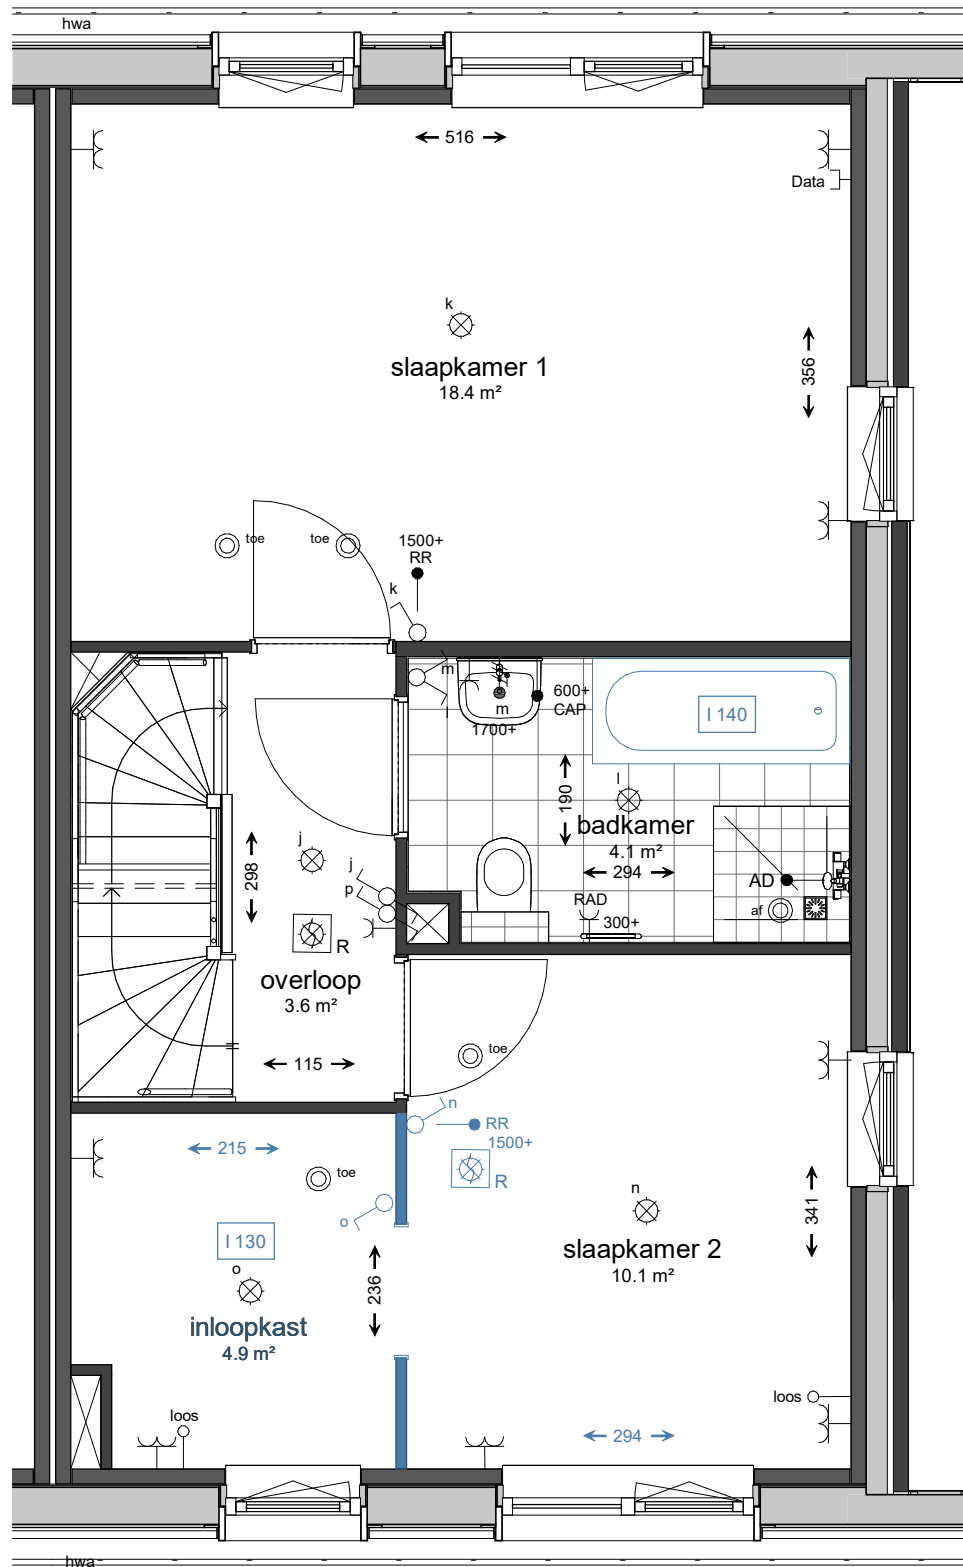 hwa
516
Data
k
slaapkamer 1
18.4 m²
356
toe
toe
1500+
RR
k
m
l
m
1700+
600+
CAP
I 140
190
l
badkamer
4.1 m²
294
RAD
300+
AD
af
j
298
j
p
R
overloop
3.6 m²
115
toe
n
RR
1500+
R
215
toe
o
I 130
o
inloopkast
4.9 m²
236
n
slaapkamer 2
10.1 m²
341
loos
loos
294
hwa